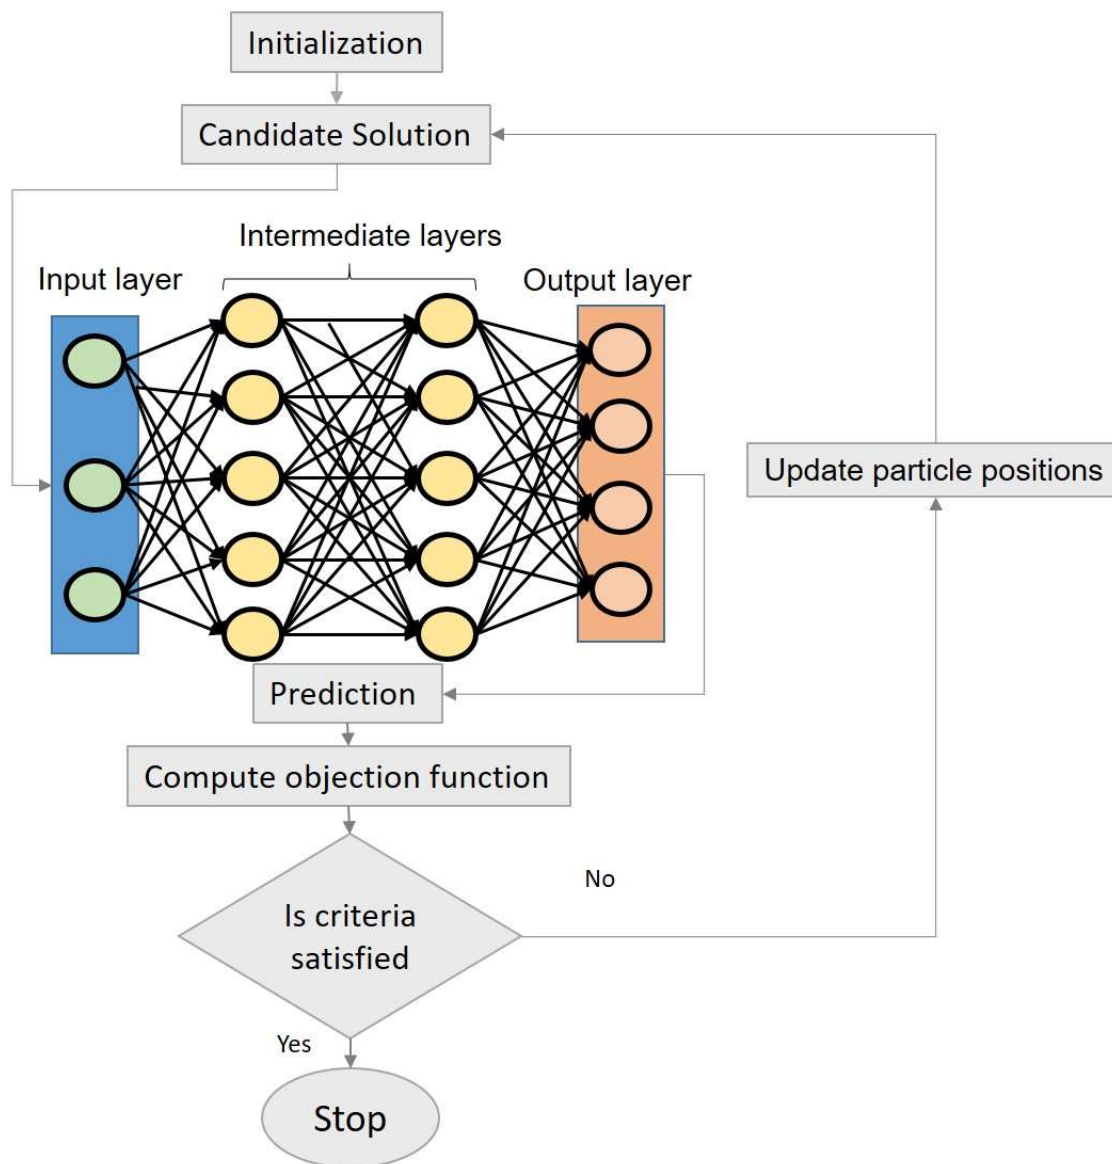 Initialization
Candidate Solution
Intermediate layers
Input layer
Output layer
Update particle positions
Prediction
Compute objection function
Is criteria
satisfied
No
Yes
Stop